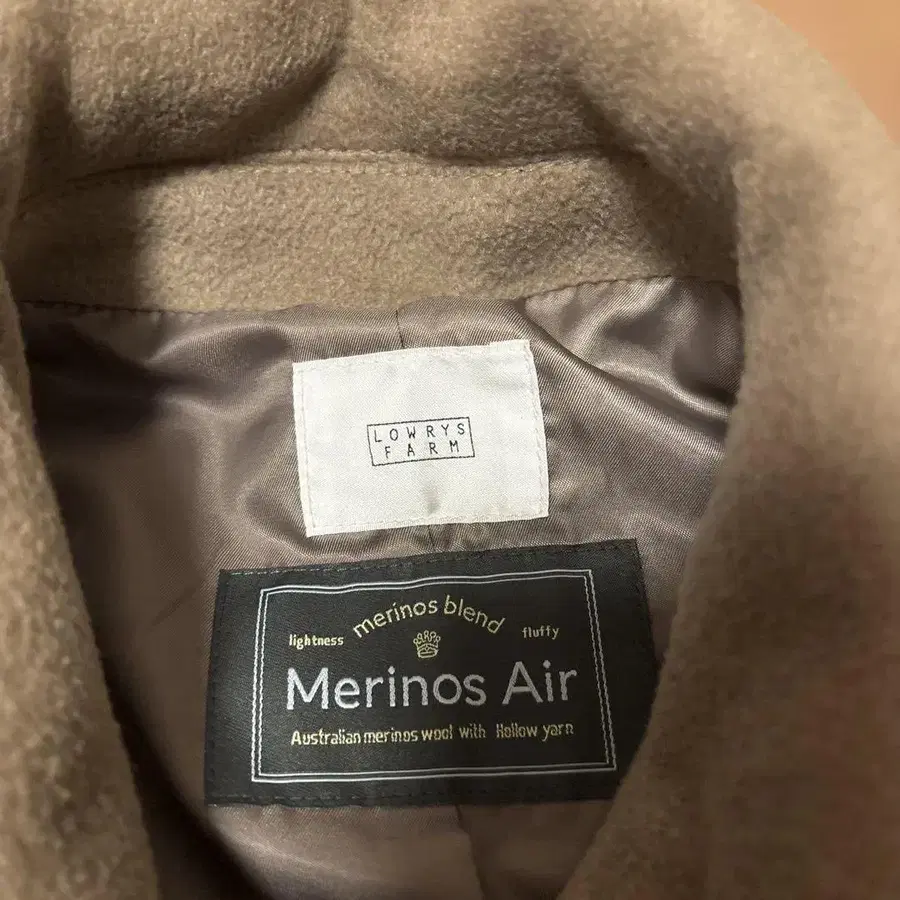 LOWRYS
FARM
merinos blend
lightness
fluffy
Merinos Air
Australian merinos wool with Hollow yarn